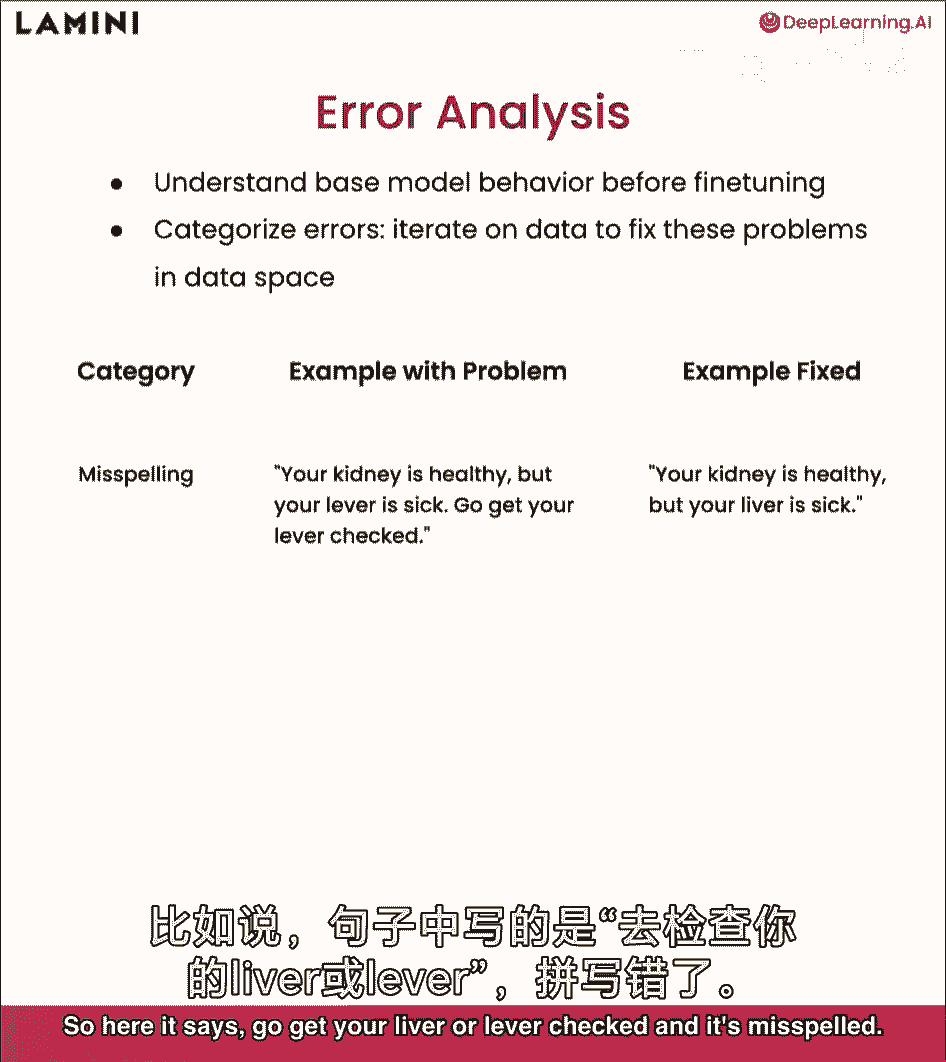 LAMINI
DeepLearning.AI
Error Analysis
● Understand base model behavior before finetuning
● Categorize errors: iterate on data to fix these problems
in data space
Category Example with Problem Example Fixed
Misspelling "Your kidney is healthy, but "Your kidney is healthy,
your lever is sick. Go get your but your liver is sick."
lever checked."
比如说，句子中写的是“去检查你
的liver或lever”，拼写错了。
So here it says, go get your liver or lever checked and it's misspelled.